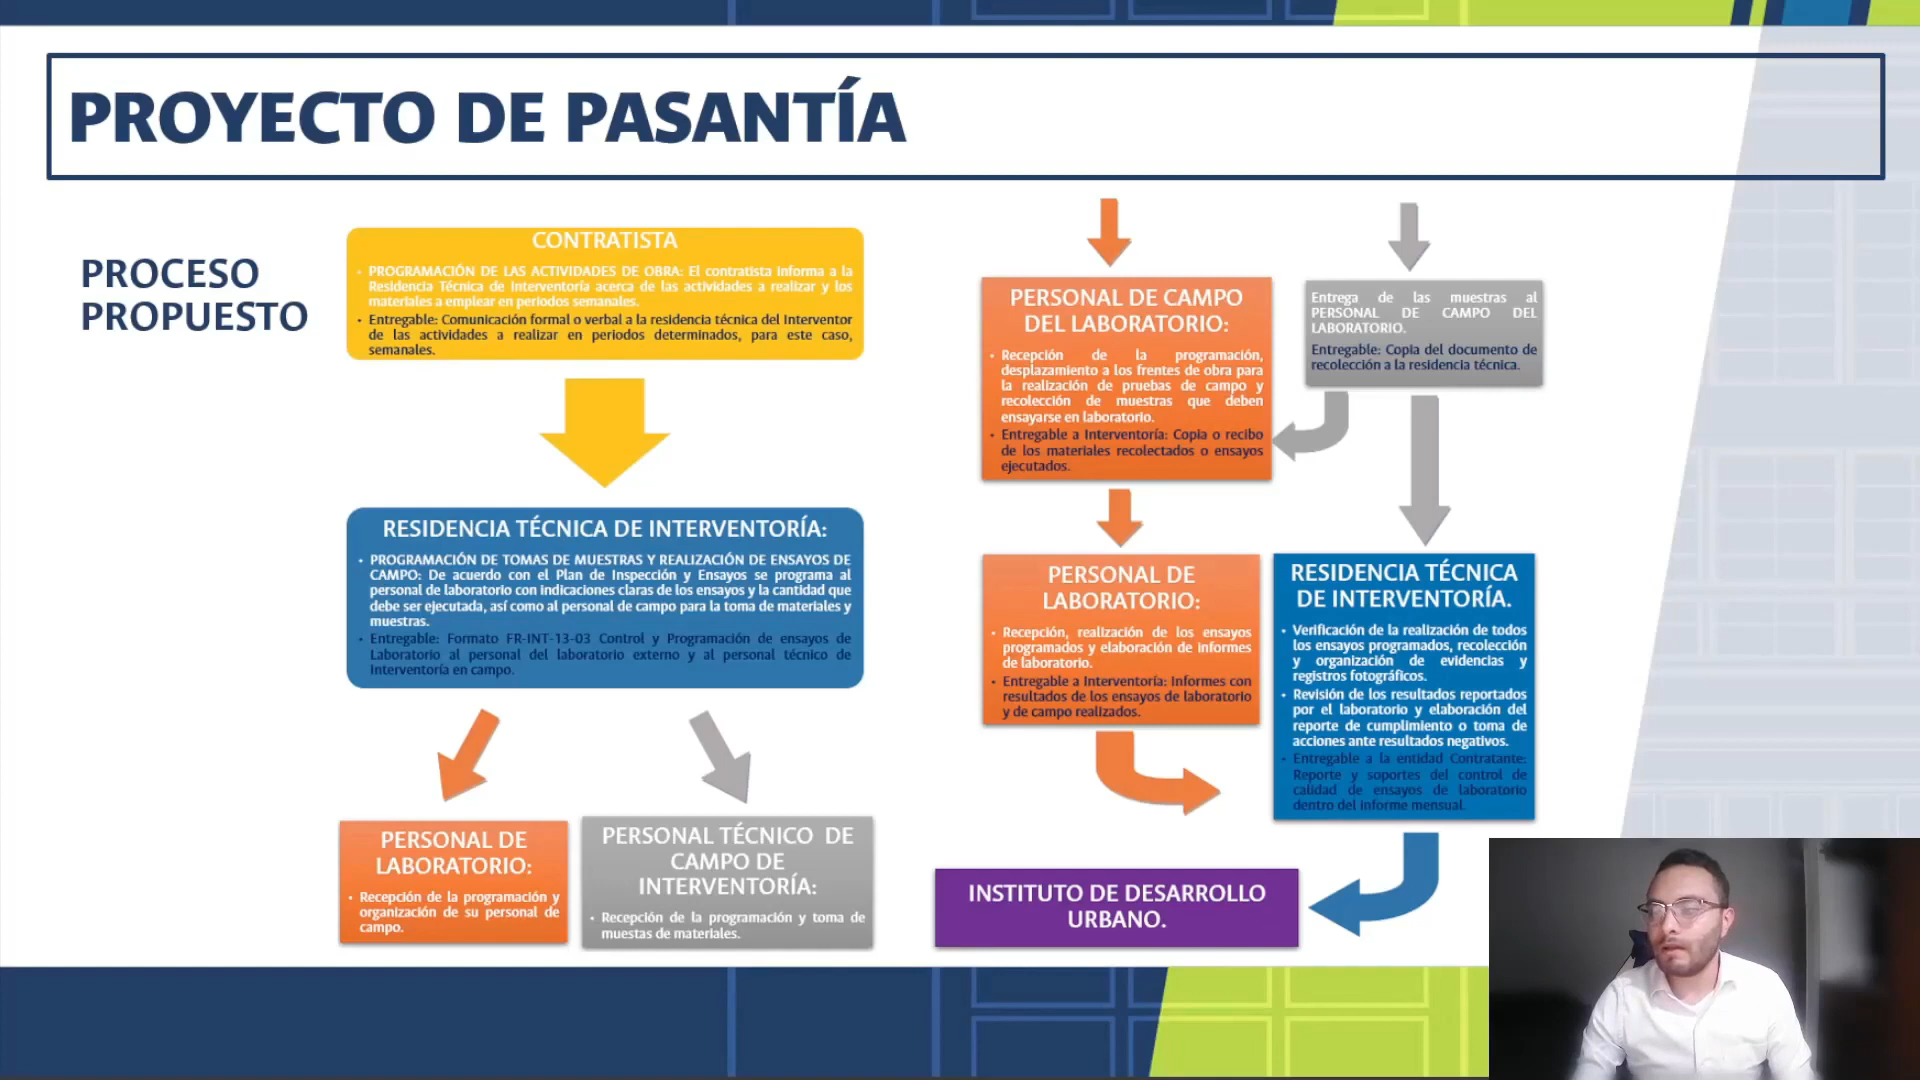 PROYECTO DE PASANTÍA
PROCESO
PROPUESTO
CONTRATISTA
• PROGRAMACIÓN DE LAS ACTIVIDADES DE OBRA: El contratista informa a la
Residencia Técnica de Interventoría acerca de las actividades a realizar y los
materiales a emplear en periodos semanales.
• Entregable: Comunicación formal o verbal a la residencia técnica del Interventor
de las actividades a realizar en periodos determinados, para este caso,
semanales.
RESIDENCIA TÉCNICA DE INTERVENTORÍA:
• PROGRAMACIÓN DE TOMAS DE MUESTRAS Y REALIZACIÓN DE ENSAYOS DE
CAMPO: De acuerdo con el Plan de Inspección y Ensayos se programa al
personal de laboratorio con indicaciones claras de los ensayos y la cantidad que
debe ser ejecutada, así como al personal de campo para la toma de materiales y
muestras.
• Entregable: Formato FR-INT-13-03 Control y Programación de ensayos de
Laboratorio al personal del laboratorio externo y al personal técnico de
Interventoría en campo.
PERSONAL DE
LABORATORIO:
• Recepción de la programación y
organización de su personal de
campo.
PERSONAL TÉCNICO DE
CAMPO DE
INTERVENTORÍA:
• Recepción de la programación y toma de
muestas de materiales.
PERSONAL DE CAMPO
DEL LABORATORIO:
• Recepción de la programación,
desplazamiento a los frentes de obra para
la realización de pruebas de campo y
recolección de muestras que deben
ensayarse en laboratorio.
• Entregable a Interventoría: Copia o recibo
de los materiales recolectados o ensayos
ejecutados.
Entrega de las muestras al
PERSONAL DE CAMPO DEL
LABORATORIO.
Entregable: Copia del documento de
recolección a la residencia técnica.
PERSONAL DE
LABORATORIO:
• Recepción, realización de los ensayos
programados y elaboración de informes
de laboratorio.
• Entregable a Interventoría: Informes con
resultados de los ensayos de laboratorio
y de campo realizados.
RESIDENCIA TÉCNICA
DE INTERVENTORÍA.
• Verificación de la realización de todos
los ensayos programados, recolección
y organización de evidencias y
registros fotográficos.
• Revisión de los resultados reportados
por el laboratorio y elaboración del
reporte de cumplimiento o toma de
acciones ante resultados negativos.
• Entregable a la entidad Contratante:
Reporte y soportes del control de
calidad de ensayos de laboratorio
dentro del informe mensual.
INSTITUTO DE DESARROLLO
URBANO.